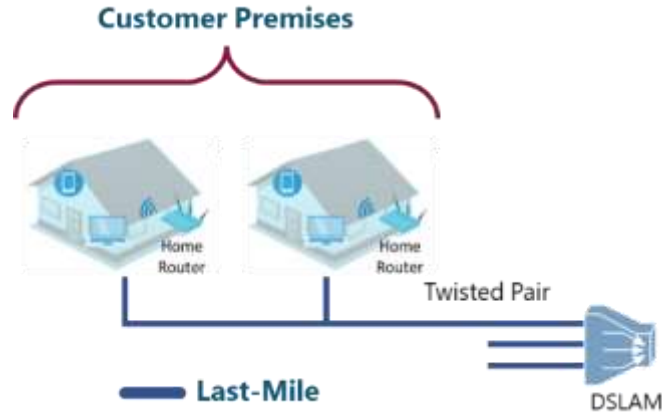 Customer Premises
Home
Router
Home
Router
Twisted Pair
Last-Mile
DSLAM